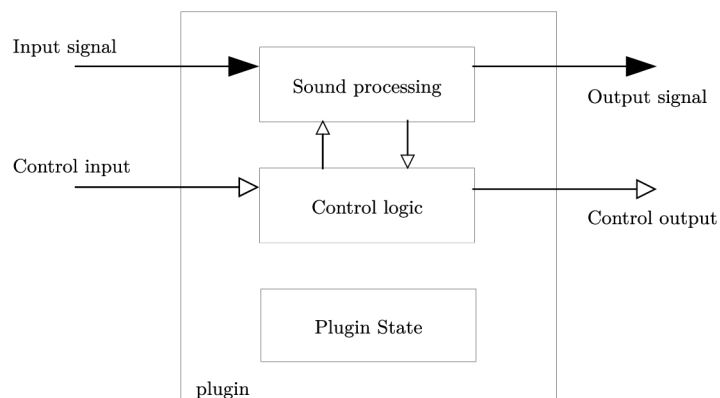 Input signal
Sound processing
Output signal
Control input
Control logic
Control output
Plugin State
plugin